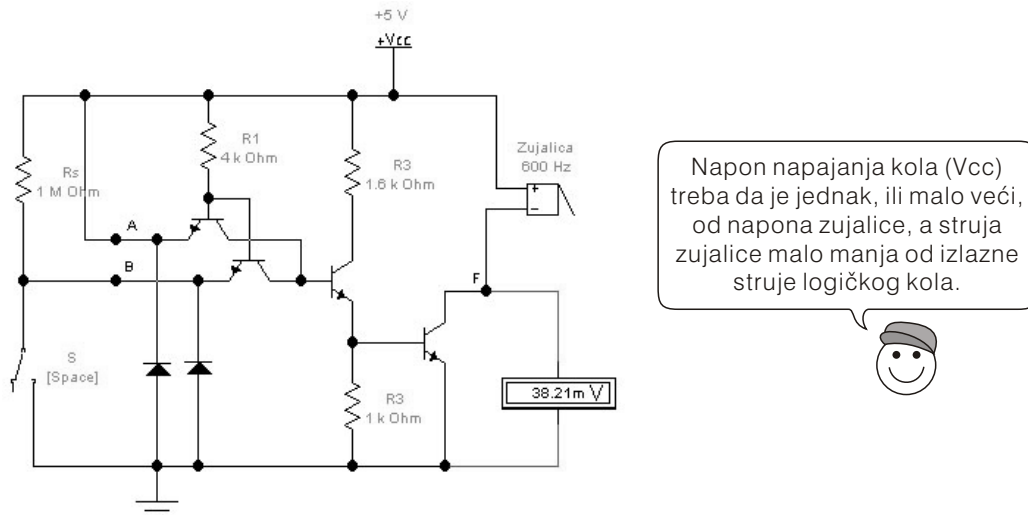 +5 V
+Vcc
R1
4 k Ohm
R3
1.6 k Ohm
Zujalica
600 Hz
Rs
1 M Ohm
A
B
F
S
[Space]
R3
1 k Ohm
38.21m V
Napon napajanja kola (Vcc)
treba da je jednak, ili malo veći,
od napona zujalice, a struja
zujalice malo manja od izlazne
struje logičkog kola.